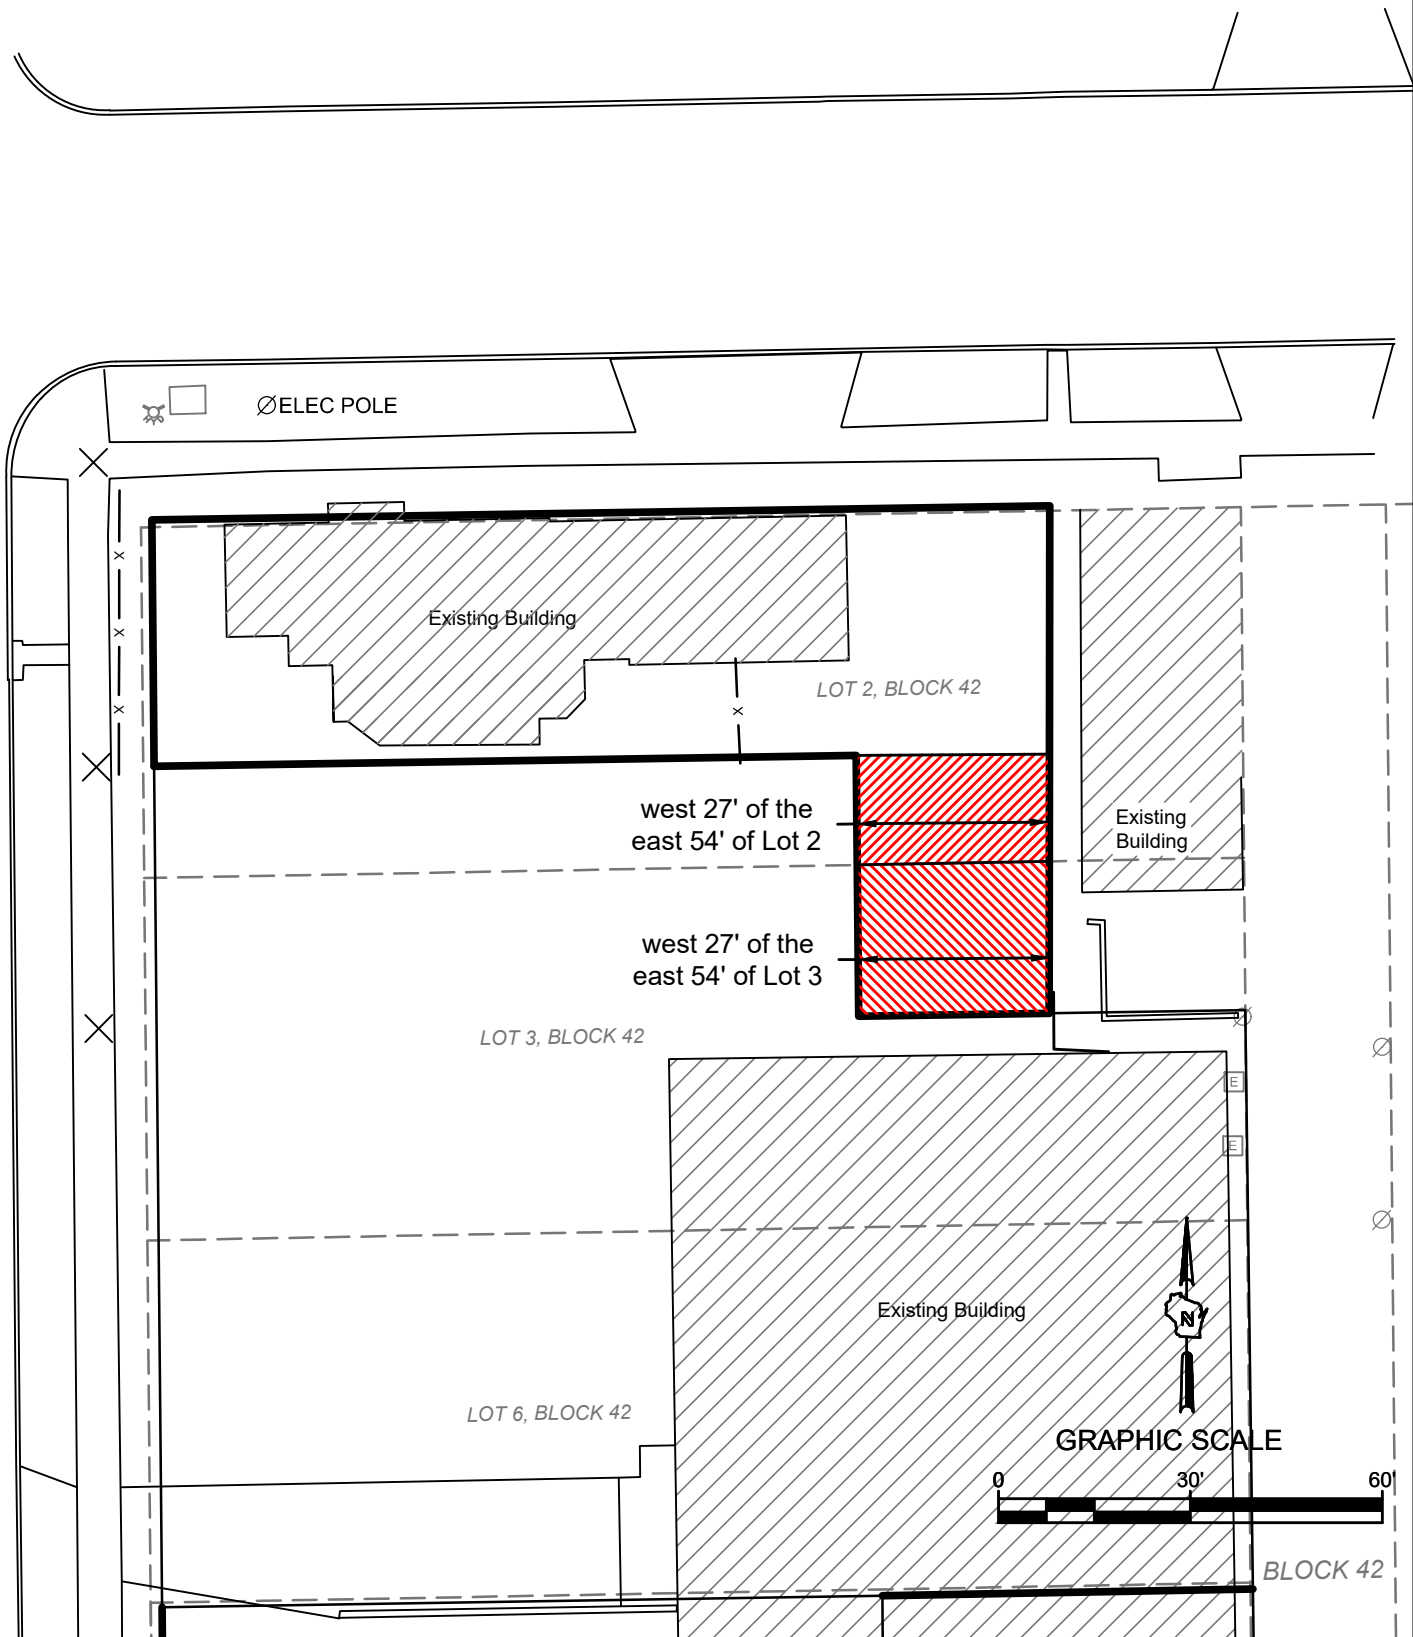 ELEC POLE
X
X
X
Existing Building
LOT 2, BLOCK 42
X
west 27' of the
east 54' of Lot 2
Existing
Building
west 27' of the
east 54' of Lot 3
LOT 3, BLOCK 42
E
E
Existing Building
N
LOT 6, BLOCK 42
GRAPHIC SCALE
0 30' 60'
BLOCK 42